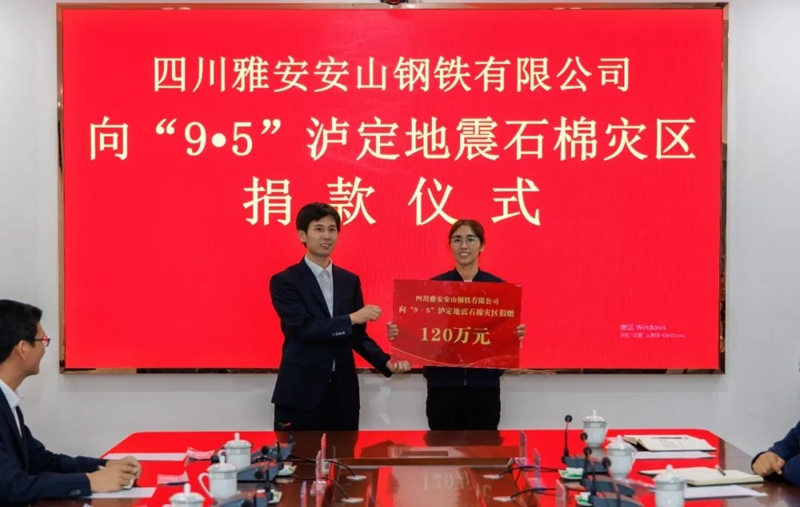 四川雅安安山钢铁有限公司
向“9•5”泸定地震石棉灾区
捐款仪式
四川雅安安山钢铁有限公司
向“9·5”泸定地震石棉灾区捐赠
120万元
激活 Windows